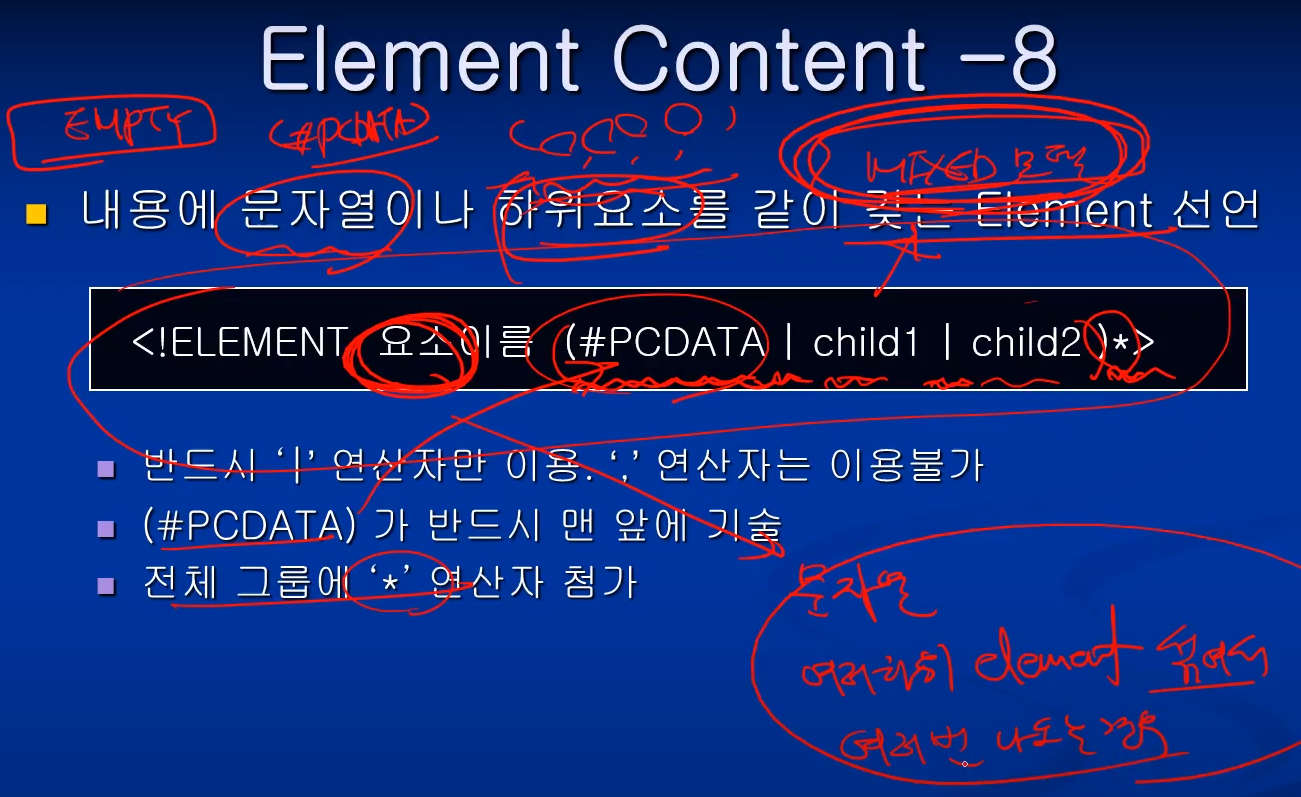 Element Content -8
EMPTY (#PCDATA) ( , , , )
MIXED 모델
내용에 문자열이나 하위요소를 같이 갖는 Element 선언
<!ELEMENT 요소이름 (#PCDATA | child1 | child2 )*>
반드시 ‘|’ 연산자만 이용. ‘,’ 연산자는 이용불가
(#PCDATA) 가 반드시 맨 앞에 기술
전체 그룹에 ‘*’ 연산자 첨가
문자열
여러하위 element 섞여서
여러번 나오는 경우